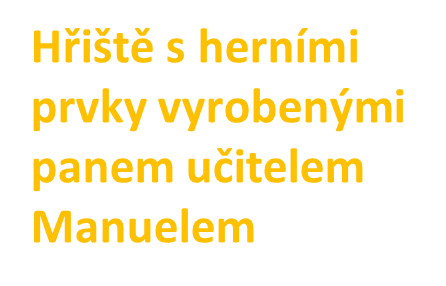 Hřiště s herními
prvky vyrobenými
panem učitelem
Manuelem